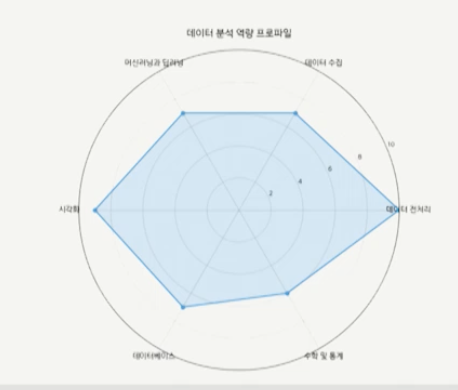 데이터 분석 역량 프로파일
머신러닝과 딥러닝
데이터 수집
10
8
6
4
2
시각화
데이터 전처리
데이터베이스
수학 및 통계